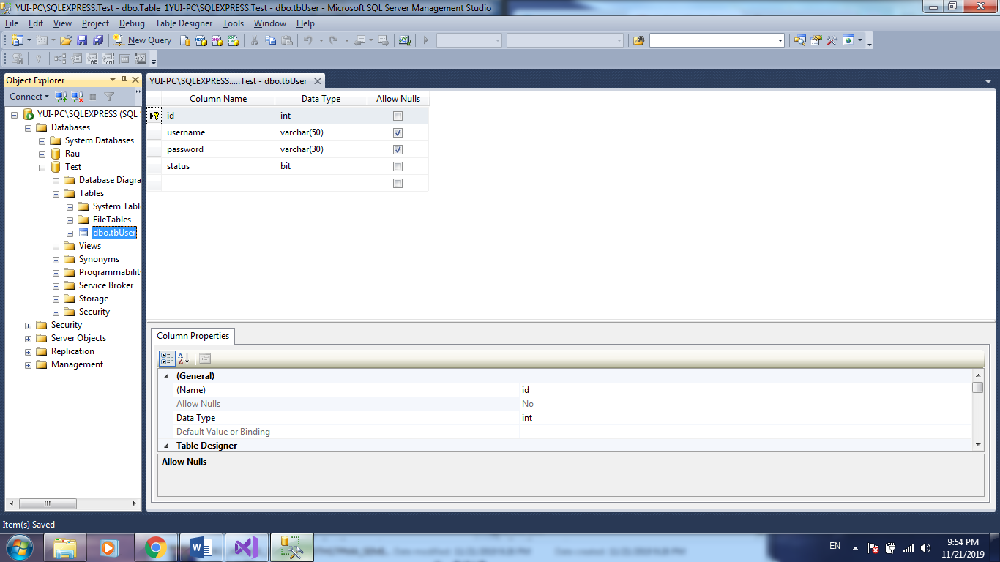 YUI-PC\SQLEXPRESS.Test - dbo.Table_1YUI-PC\SQLEXPRESS.Test - dbo.tbUser - Microsoft SQL Server Management Studio
File Edit View Project Debug Table Designer Tools Window Help
New Query
Object Explorer
Connect
YUI-PC\SQLEXPRESS (SQL
Databases
System Databases
Rau
Test
Database Diagra
Tables
System Tabl
FileTables
dbo.tbUser
Views
Synonyms
Programmabilit
Service Broker
Storage
Security
Security
Server Objects
Replication
Management
YUI-PC\SQLEXPRESS.....Test - dbo.tbUser
Column Name Data Type Allow Nulls
id int
username varchar(50)
password varchar(30)
status bit
Column Properties
(General)
(Name) id
Allow Nulls No
Data Type int
Default Value or Binding
Table Designer
Allow Nulls
Item(s) Saved
EN
9:54 PM
11/21/2019